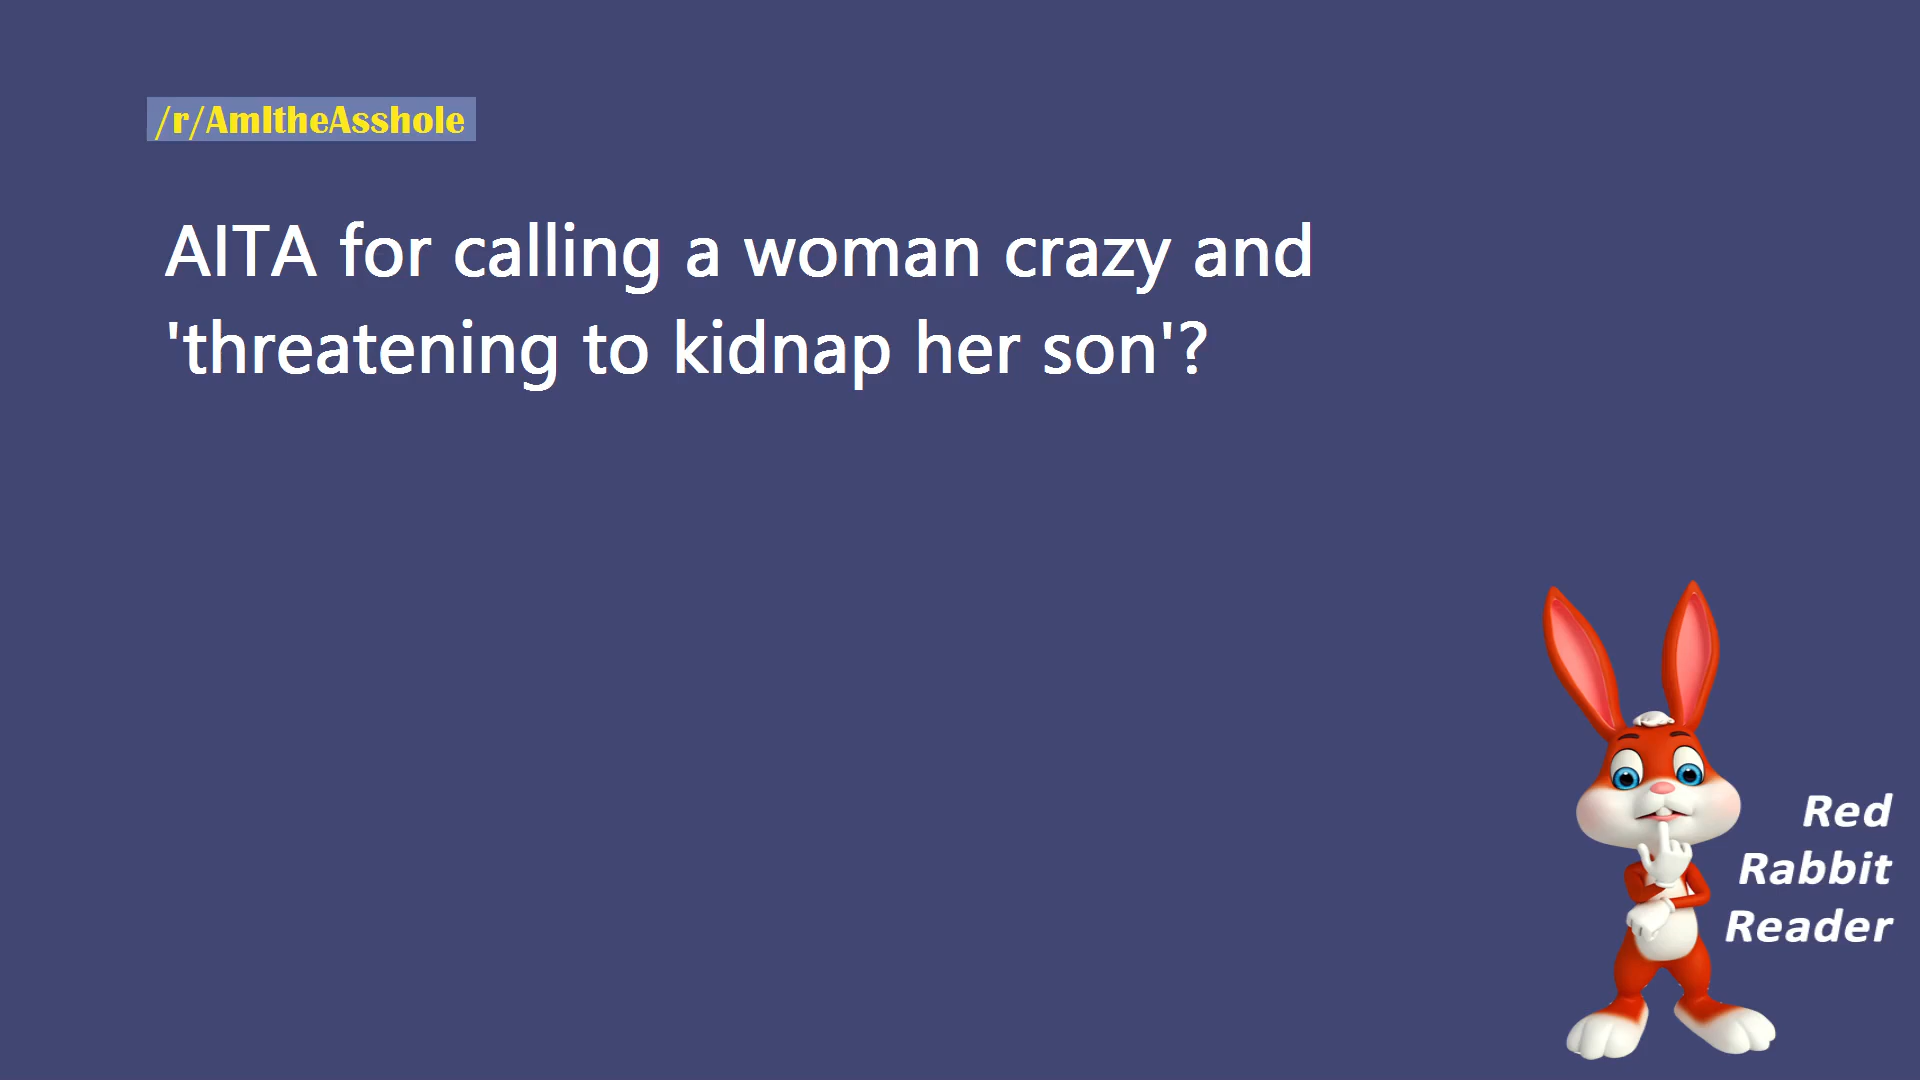 /r/AmItheAsshole
AITA for calling a woman crazy and
'threatening to kidnap her son'?
Red
Rabbit
Reader